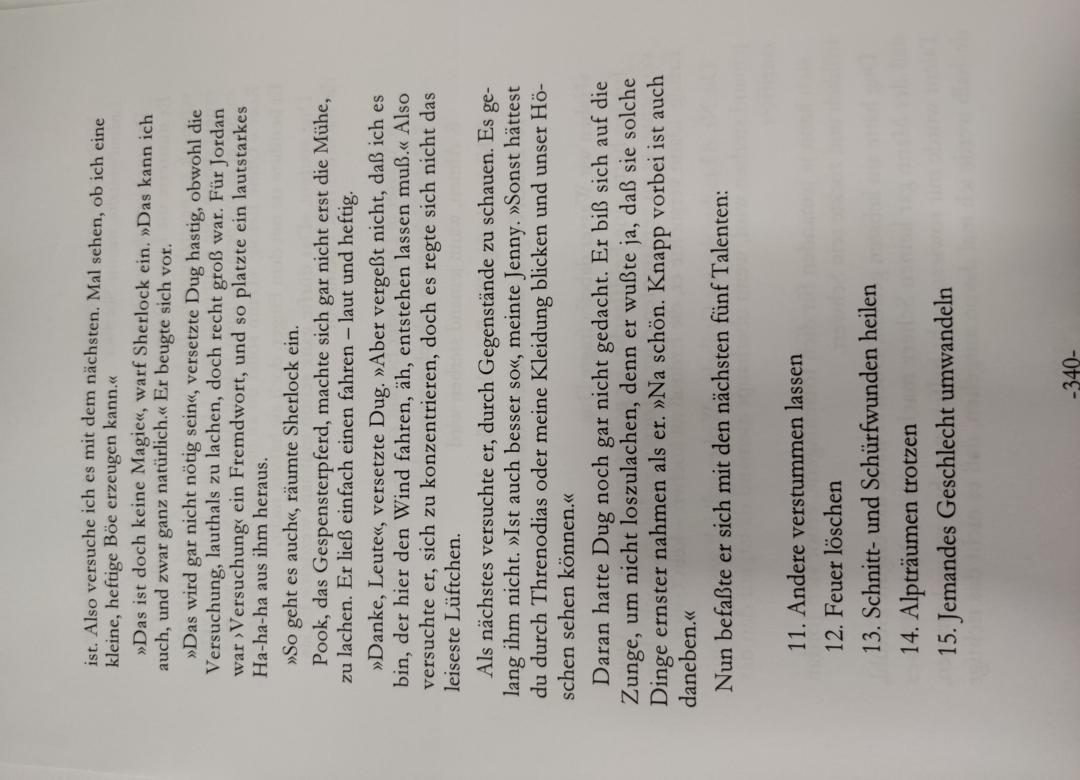 ist. Also versuche ich es mit dem nächsten. Mal sehen, ob ich eine
kleine, heftige Böe erzeugen kann.«
»Das ist doch keine Magie«, warf Sherlock ein. »Das kann ich
auch, und zwar ganz natürlich.« Er beugte sich vor.
»Das wird gar nicht nötig sein«, versetzte Dug hastig, obwohl die
Versuchung, lauthals zu lachen, doch recht groß war. Für Jordan
war ›Versuchung‹ ein Fremdwort, und so platzte ein lautstarkes
Ha-ha-ha aus ihm heraus.
»So geht es auch«, räumte Sherlock ein.
Pook, das Gespensterpferd, machte sich gar nicht erst die Mühe,
zu lachen. Er ließ einfach einen fahren – laut und heftig.
»Danke, Leute«, versetzte Dug. »Aber vergeßt nicht, daß ich es
bin, der hier den Wind fahren, äh, entstehen lassen muß.« Also
versuchte er, sich zu konzentrieren, doch es regte sich nicht das
leiseste Lüftchen.
Als nächstes versuchte er, durch Gegenstände zu schauen. Es ge-
lang ihm nicht. »Ist auch besser so«, meinte Jenny. »Sonst hättest
du durch Threnodias oder meine Kleidung blicken und unser Hö-
schen sehen können.«
Daran hatte Dug noch gar nicht gedacht. Er biß sich auf die
Zunge, um nicht loszulachen, denn er wußte ja, daß sie solche
Dinge ernster nahmen als er. »Na schön. Knapp vorbei ist auch
daneben.«
Nun befaßte er sich mit den nächsten fünf Talenten:
11. Andere verstummen lassen
12. Feuer löschen
13. Schnitt- und Schürfwunden heilen
14. Alpträumen trotzen
15. Jemandes Geschlecht umwandeln
-340-